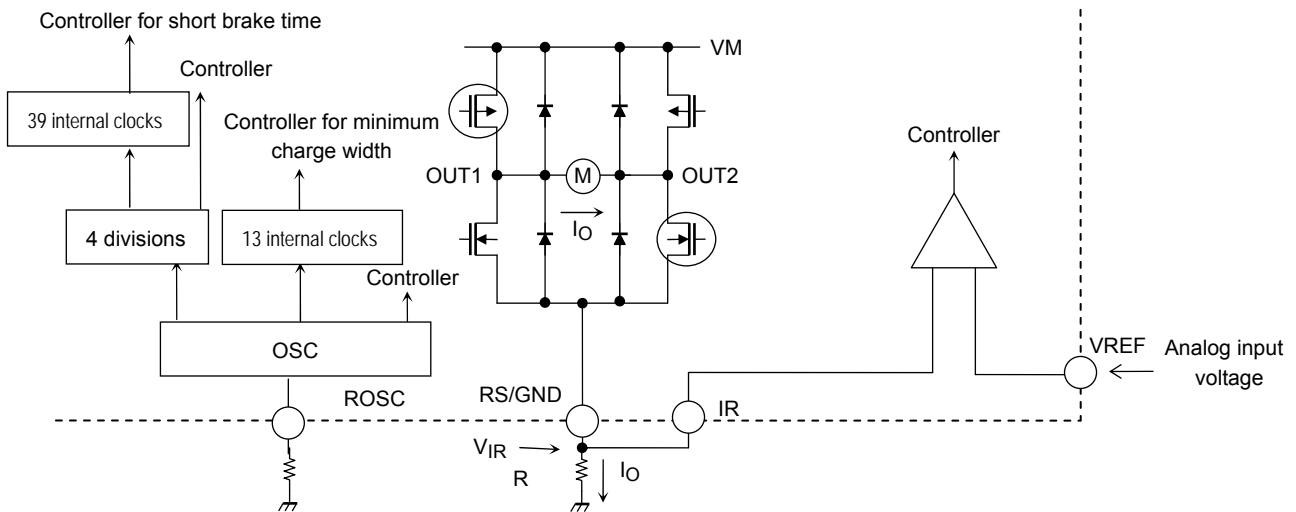 Controller for short brake time
Controller
39 internal clocks
Controller for minimum
charge width
4 divisions
13 internal clocks
Controller
OSC
ROSC
VM
OUT1
M
OUT2
IO
RS/GND
IR
VIR
R
IO
Controller
VREF
Analog input
voltage